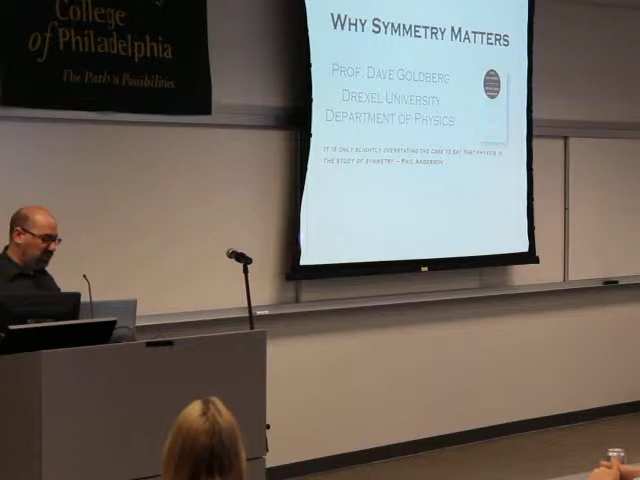 College
of Philadelphia
The Path to Possibilities
WHY SYMMETRY MATTERS
PROF. DAVE GOLDBERG
DREXEL UNIVERSITY
DEPARTMENT OF PHYSICS
IT IS ONLY SLIGHTLY OVERSTATING THE CASE TO SAY THAT PHYSICS IS
THE STUDY OF SYMMETRY. – PHIL ANDERSON